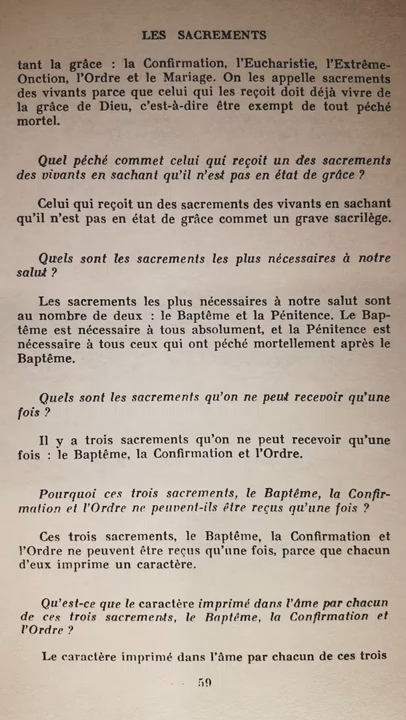 LES SACREMENTS
tant la grâce : la Confirmation, l'Eucharistie, l'Extrême-
Onction, l'Ordre et le Mariage. On les appelle sacrements
des vivants parce que celui qui les reçoit doit déjà vivre de
la grâce de Dieu, c'est-à-dire être exempt de tout péché
mortel.
Quel péché commet celui qui reçoit un des sacrements
des vivants en sachant qu'il n'est pas en état de grâce ?
Celui qui reçoit un des sacrements des vivants en sachant
qu'il n'est pas en état de grâce commet un grave sacrilège.
Quels sont les sacrements les plus nécessaires à notre
salut ?
Les sacrements les plus nécessaires à notre salut sont
au nombre de deux : le Baptême et la Pénitence. Le Bap-
tême est nécessaire à tous absolument, et la Pénitence est
nécessaire à tous ceux qui ont péché mortellement après le
Baptême.
Quels sont les sacrements qu'on ne peut recevoir qu'une
fois ?
Il y a trois sacrements qu'on ne peut recevoir qu'une
fois : le Baptême, la Confirmation et l'Ordre.
Pourquoi ces trois sacrements, le Baptême, la Confir-
mation et l'Ordre ne peuvent-ils être reçus qu'une fois ?
Ces trois sacrements, le Baptême, la Confirmation et
l'Ordre ne peuvent être reçus qu'une fois, parce que chacun
d'eux imprime un caractère.
Qu'est-ce que le caractère imprimé dans l'âme par chacun
de ces trois sacrements, le Baptême, la Confirmation et
l'Ordre ?
Le caractère imprimé dans l'âme par chacun de ces trois
59